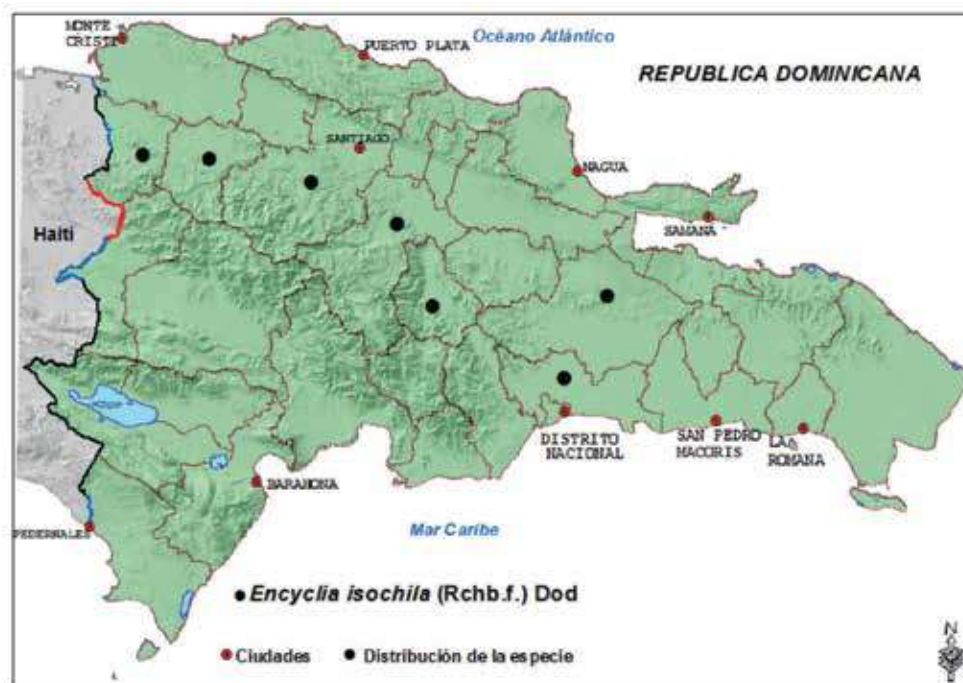 MONTE
CRISTI
Océano Atlántico
PUERTO PLATA
REPUBLICA DOMINICANA
SANTIAGO
NAGUA
SAMANA
Haití
DISTRITO
NACIONAL
SAN PEDRO
MACORIS
LA
ROMANA
BARAHONA
PEDERNALES
Mar Caribe
Encyclia isochila (Rchb.f.) Dod
Ciudades
Distribución de la especie
N